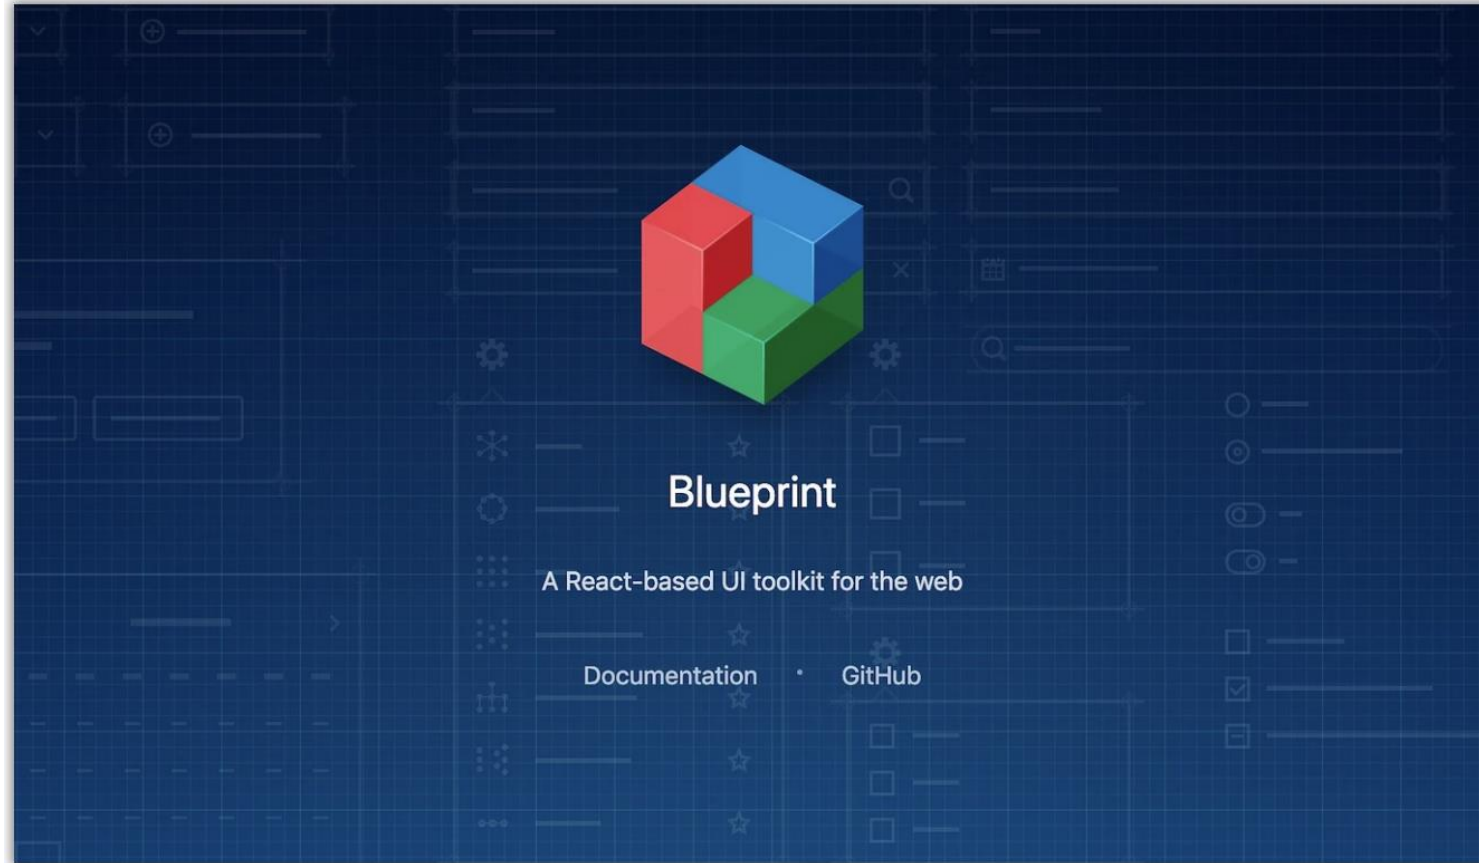 Blueprint
A React-based UI toolkit for the web
Documentation · GitHub